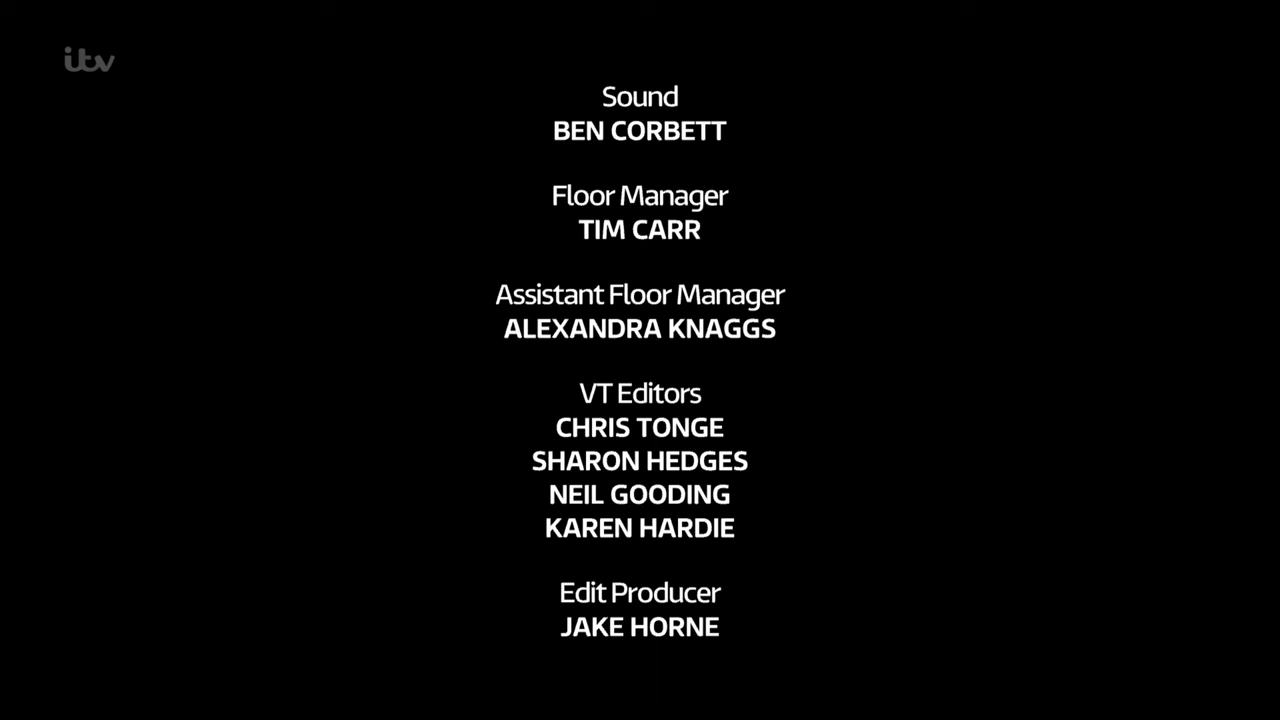 itv
Sound
BEN CORBETT
Floor Manager
TIM CARR
Assistant Floor Manager
ALEXANDRA KNAGGS
VT Editors
CHRIS TONGE
SHARON HEDGES
NEIL GOODING
KAREN HARDIE
Edit Producer
JAKE HORNE